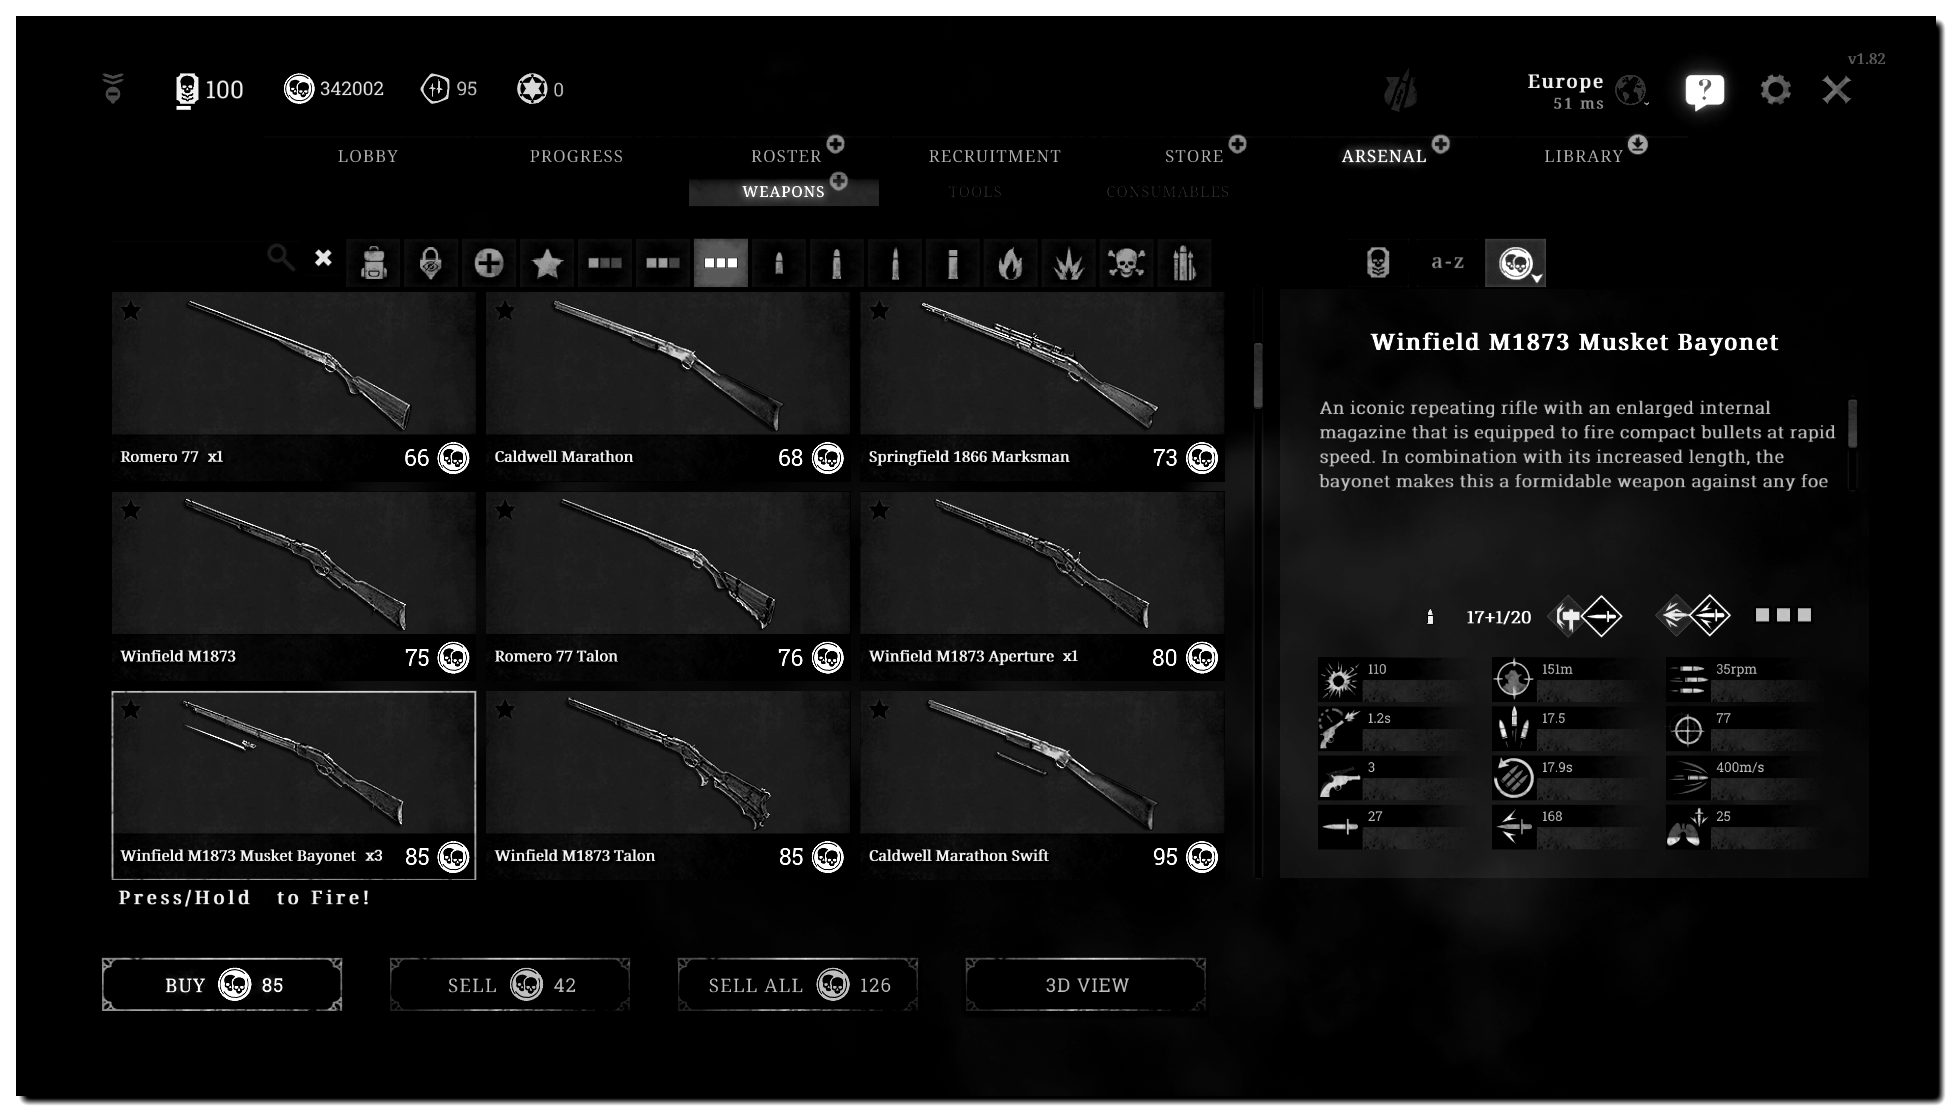 v1.82
100 342002 95 0
Europe
51 ms
?
LOBBY PROGRESS ROSTER RECRUITMENT STORE ARSENAL LIBRARY
WEAPONS TOOLS CONSUMABLES
a-z
Romero 77 x1 66
Caldwell Marathon 68
Springfield 1866 Marksman 73
Winfield M1873 75
Romero 77 Talon 76
Winfield M1873 Aperture x1 80
Winfield M1873 Musket Bayonet x3 85
Winfield M1873 Talon 85
Caldwell Marathon Swift 95
Press/Hold to Fire!
Winfield M1873 Musket Bayonet
An iconic repeating rifle with an enlarged internal
magazine that is equipped to fire compact bullets at rapid
speed. In combination with its increased length, the
bayonet makes this a formidable weapon against any foe
17+1/20
110 151m 35rpm
1.2s 17.5 77
3 17.9s 400m/s
27 168 25
BUY 85
SELL 42
SELL ALL 126
3D VIEW